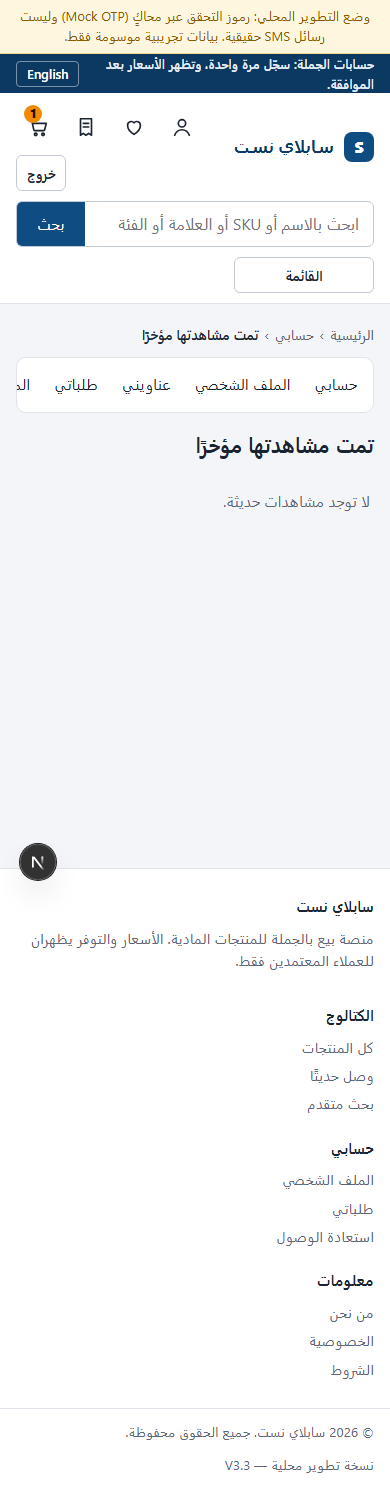 وضع التطوير المحلي: رموز التحقق عبر محاكٍ (Mock OTP) وليست
رسائل SMS حقيقية. بيانات تجريبية موسومة فقط.
حسابات الجملة: سجّل مرة واحدة، وتظهر الأسعار بعد
الموافقة.
English
S
سابلاي نست
1
خروج
ابحث بالاسم أو SKU أو العلامة أو الفئة
بحث
القائمة
الرئيسية › حسابي › تمت مشاهدتها مؤخرًا
حسابي
الملف الشخصي
عناويني
طلباتي
تمت مشاهدتها مؤخرًا
لا توجد مشاهدات حديثة.
N
سابلاي نست
منصة بيع بالجملة للمنتجات المادية. الأسعار والتوفر يظهران
للعملاء المعتمدين فقط.
الكتالوج
كل المنتجات
وصل حديثًا
بحث متقدم
حسابي
الملف الشخصي
طلباتي
استعادة الوصول
معلومات
من نحن
الخصوصية
الشروط
© 2026 سابلاي نست. جميع الحقوق محفوظة.
نسخة تطوير محلية — V3.3